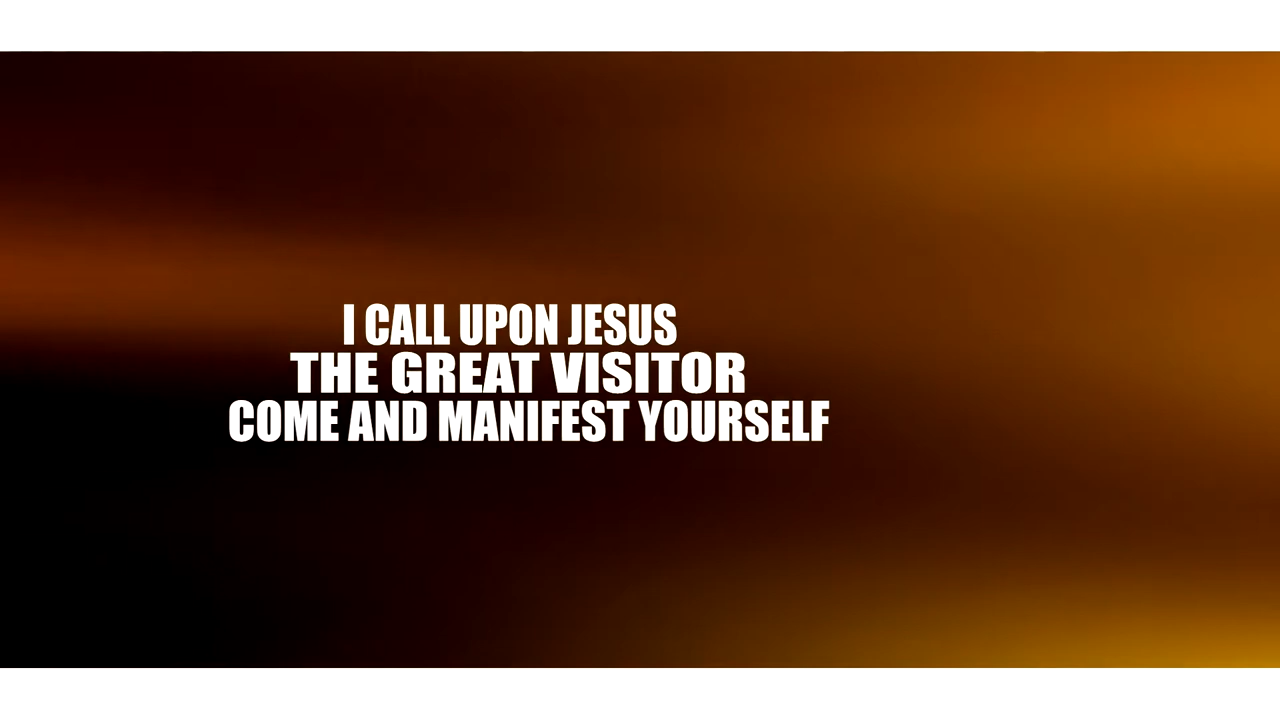 I CALL UPON JESUS
THE GREAT VISITOR
COME AND MANIFEST YOURSELF